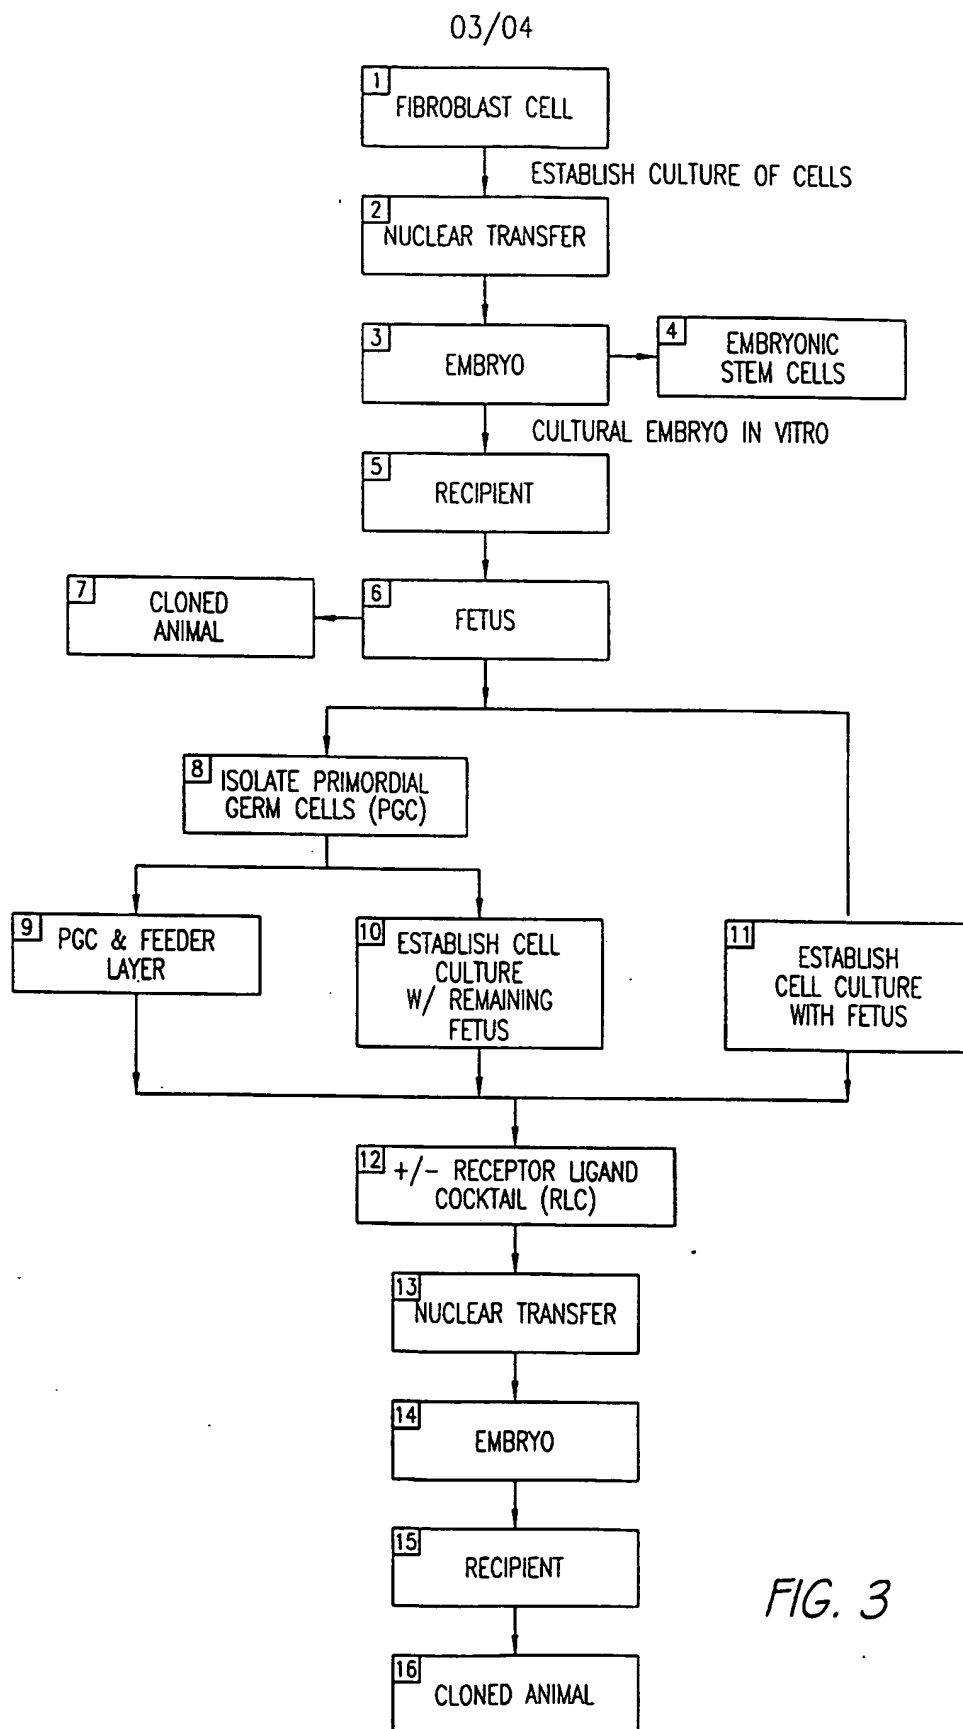 03/04
1
FIBROBLAST CELL
ESTABLISH CULTURE OF CELLS
2
NUCLEAR TRANSFER
3
EMBRYO
4
EMBRYONIC
STEM CELLS
CULTURAL EMBRYO IN VITRO
5
RECIPIENT
7
CLONED
ANIMAL
6
FETUS
8
ISOLATE PRIMORDIAL
GERM CELLS (PGC)
9
PGC & FEEDER
LAYER
10
ESTABLISH CELL
CULTURE
W/ REMAINING
FETUS
11
ESTABLISH
CELL CULTURE
WITH FETUS
12
+/- RECEPTOR LIGAND
COCKTAIL (RLC)
13
NUCLEAR TRANSFER
14
EMBRYO
15
RECIPIENT
16
CLONED ANIMAL
FIG. 3